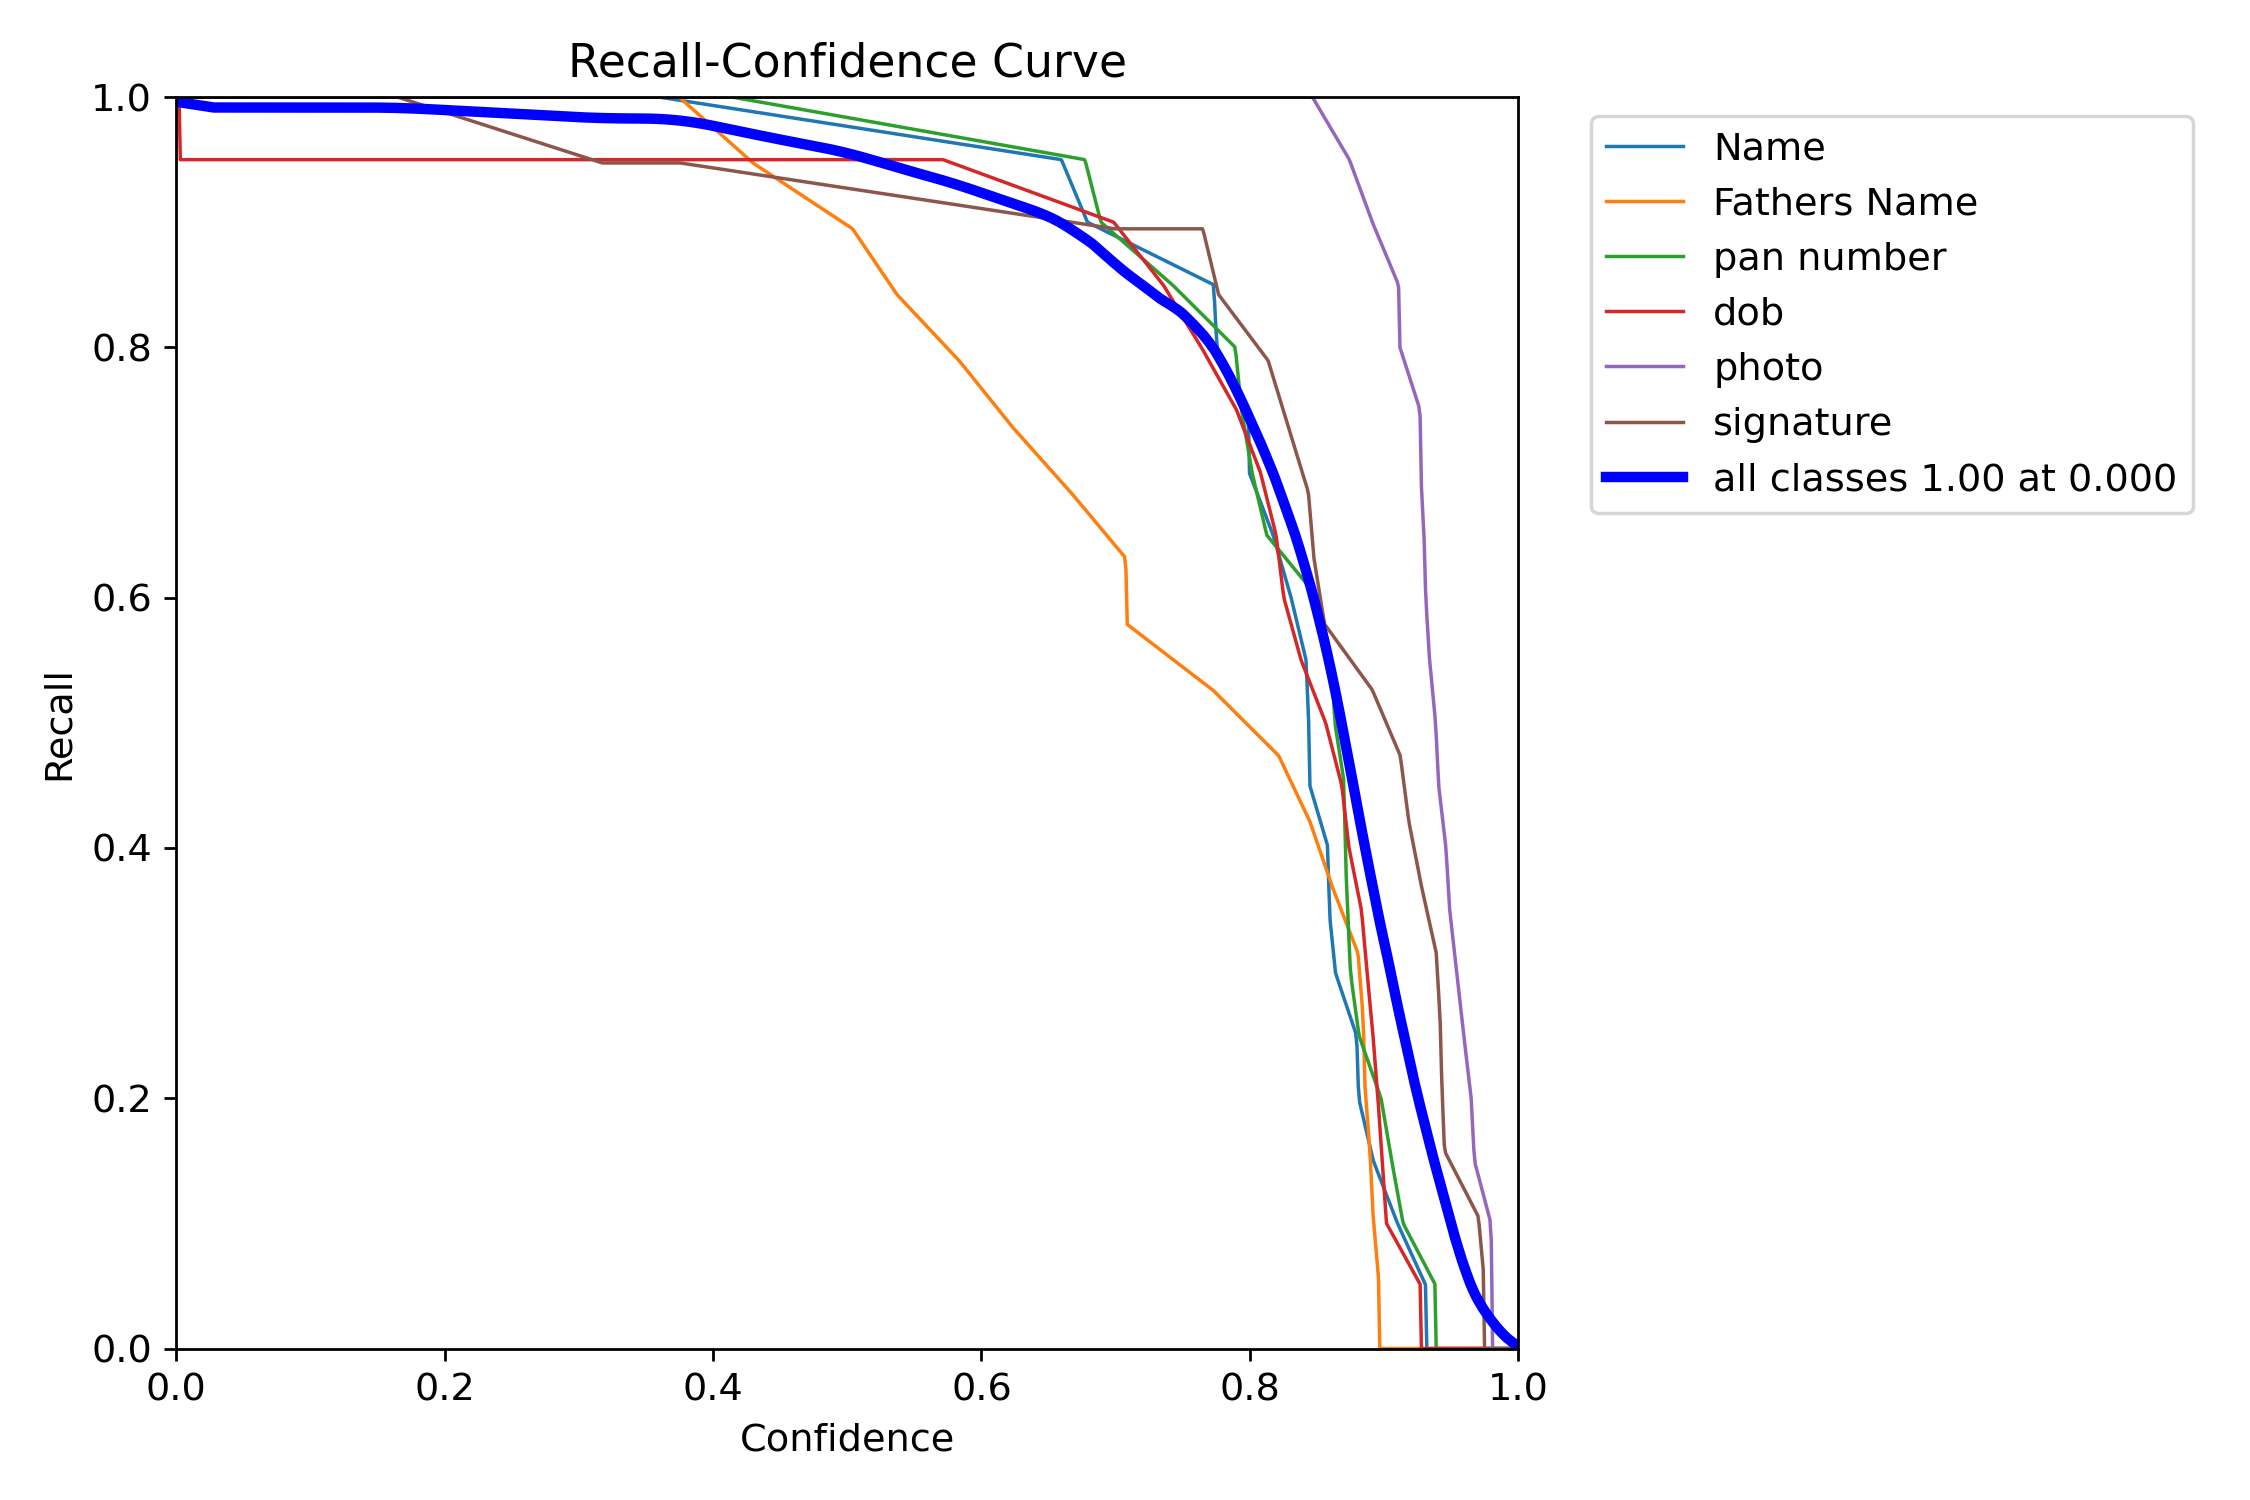 Recall-Confidence Curve
1.0
0.8
0.6
0.4
0.2
0.0
Recall
0.0 0.2 0.4 0.6 0.8 1.0
Confidence
Name
Fathers Name
pan number
dob
photo
signature
all classes 1.00 at 0.000